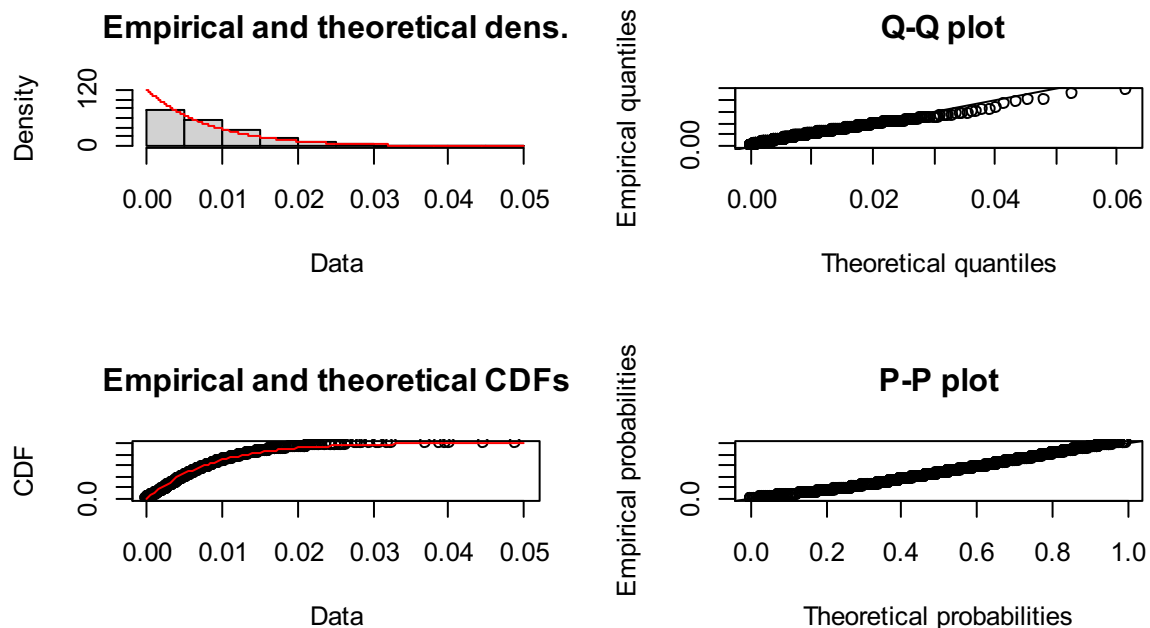 Empirical and theoretical dens.
Density
0 120
0.00 0.01 0.02 0.03 0.04 0.05
Data
Q-Q plot
Empirical quantiles
0.00
0.00 0.02 0.04 0.06
Theoretical quantiles
Empirical and theoretical CDFs
CDF
0.0
0.00 0.01 0.02 0.03 0.04 0.05
Data
P-P plot
Empirical probabilities
0.0
0.0 0.2 0.4 0.6 0.8 1.0
Theoretical probabilities